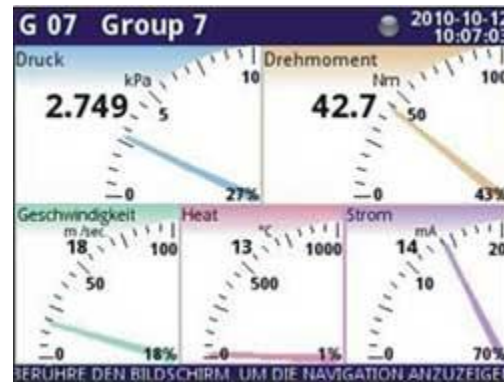 G 07 Group 7
2010-10-12
10:07:03
Druck
kPa
2.749
10
5
0
27%
Drehmoment
Nm
42.7
100
50
0
43%
Geschwindigkeit
m/sec
18
100
50
0
18%
Heat
°C
13
1000
500
0
1%
Strom
mA
14
20
10
0
70%
BERÜHRE DEN BILDSCHIRM UM DIE NAVIGATION ANZUZEIGE